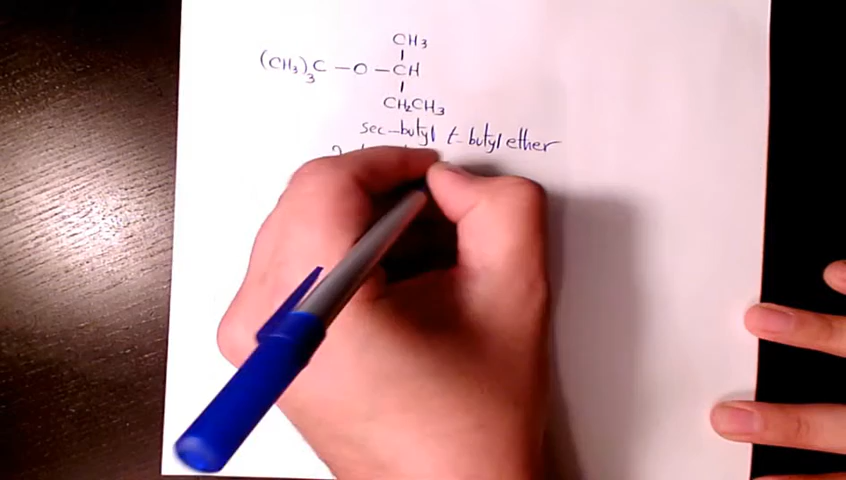 CH3
(CH3)3C-O-CH
CH2CH3
sec-butyl t-butyl ether